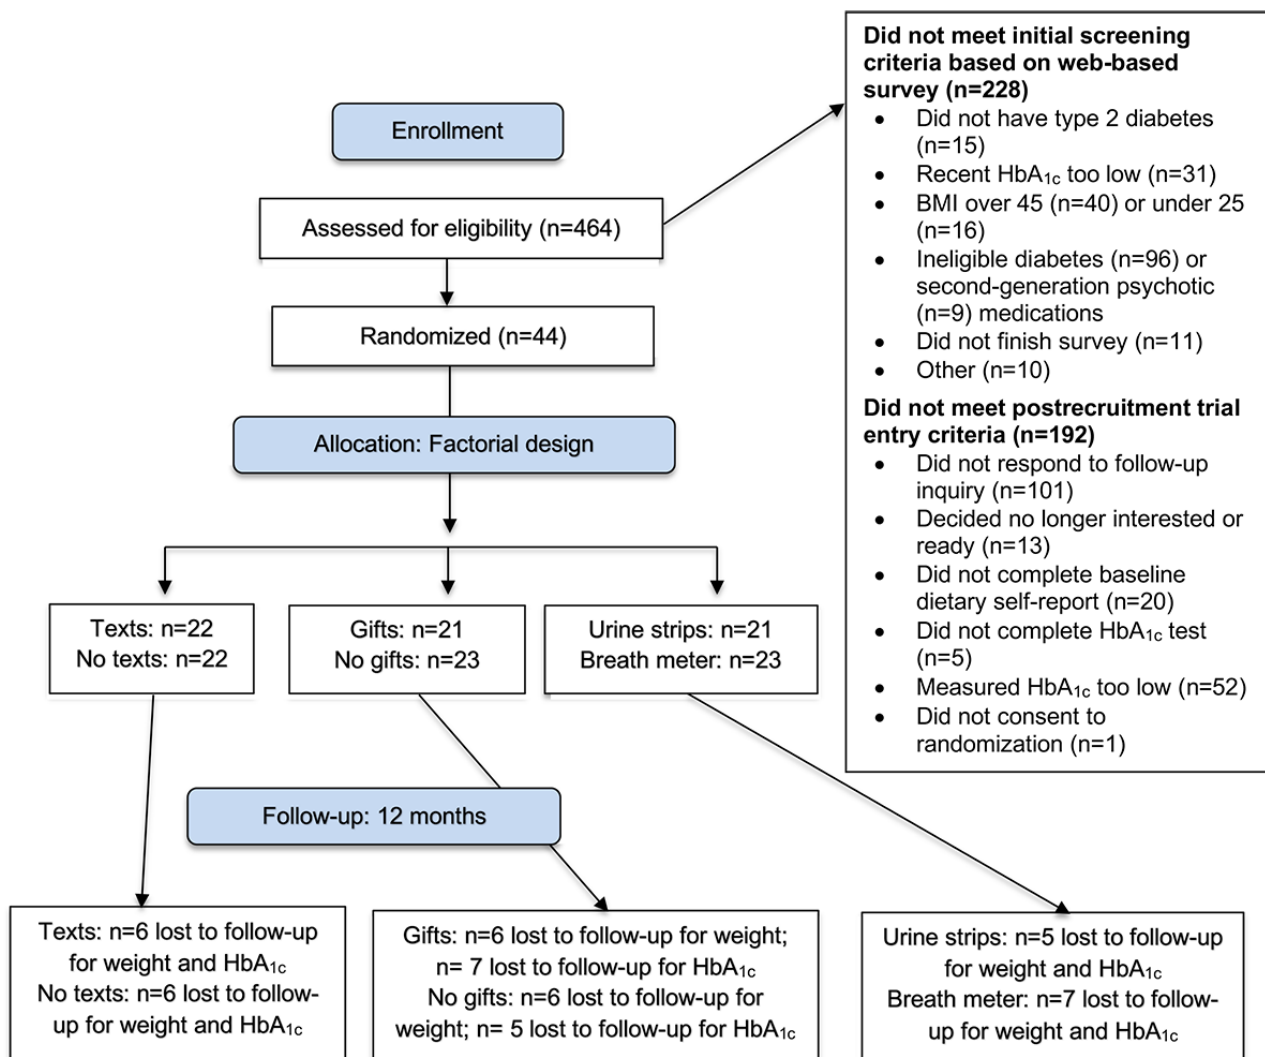 Enrollment
Assessed for eligibility (n=464)
Randomized (n=44)
Allocation: Factorial design
Texts: n=22
No texts: n=22
Gifts: n=21
No gifts: n=23
Urine strips: n=21
Breath meter: n=23
Follow-up: 12 months
Texts: n=6 lost to follow-up
for weight and HbA1c
No texts: n=6 lost to follow-
up for weight and HbA1c
Gifts: n=6 lost to follow-up for weight;
n= 7 lost to follow-up for HbA1c
No gifts: n=6 lost to follow-up for
weight; n= 5 lost to follow-up for HbA1c
Urine strips: n=5 lost to follow-up
for weight and HbA1c
Breath meter: n=7 lost to follow-
up for weight and HbA1c
Did not meet initial screening
criteria based on web-based
survey (n=228)
• Did not have type 2 diabetes
(n=15)
• Recent HbA1c too low (n=31)
• BMI over 45 (n=40) or under 25
(n=16)
• Ineligible diabetes (n=96) or
second-generation psychotic
(n=9) medications
• Did not finish survey (n=11)
• Other (n=10)
Did not meet postrecruitment trial
entry criteria (n=192)
• Did not respond to follow-up
inquiry (n=101)
• Decided no longer interested or
ready (n=13)
• Did not complete baseline
dietary self-report (n=20)
• Did not complete HbA1c test
(n=5)
• Measured HbA1c too low (n=52)
• Did not consent to
randomization (n=1)